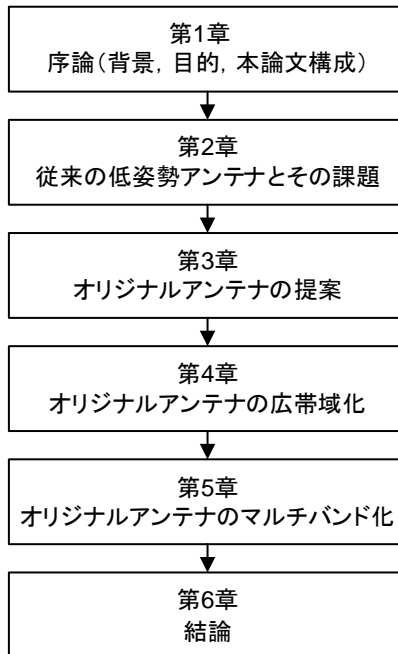 第1章
序論(背景, 目的, 本論文構成)
第2章
従来の低姿勢アンテナとその課題
第3章
オリジナルアンテナの提案
第4章
オリジナルアンテナの広帯域化
第5章
オリジナルアンテナのマルチバンド化
第6章
結論